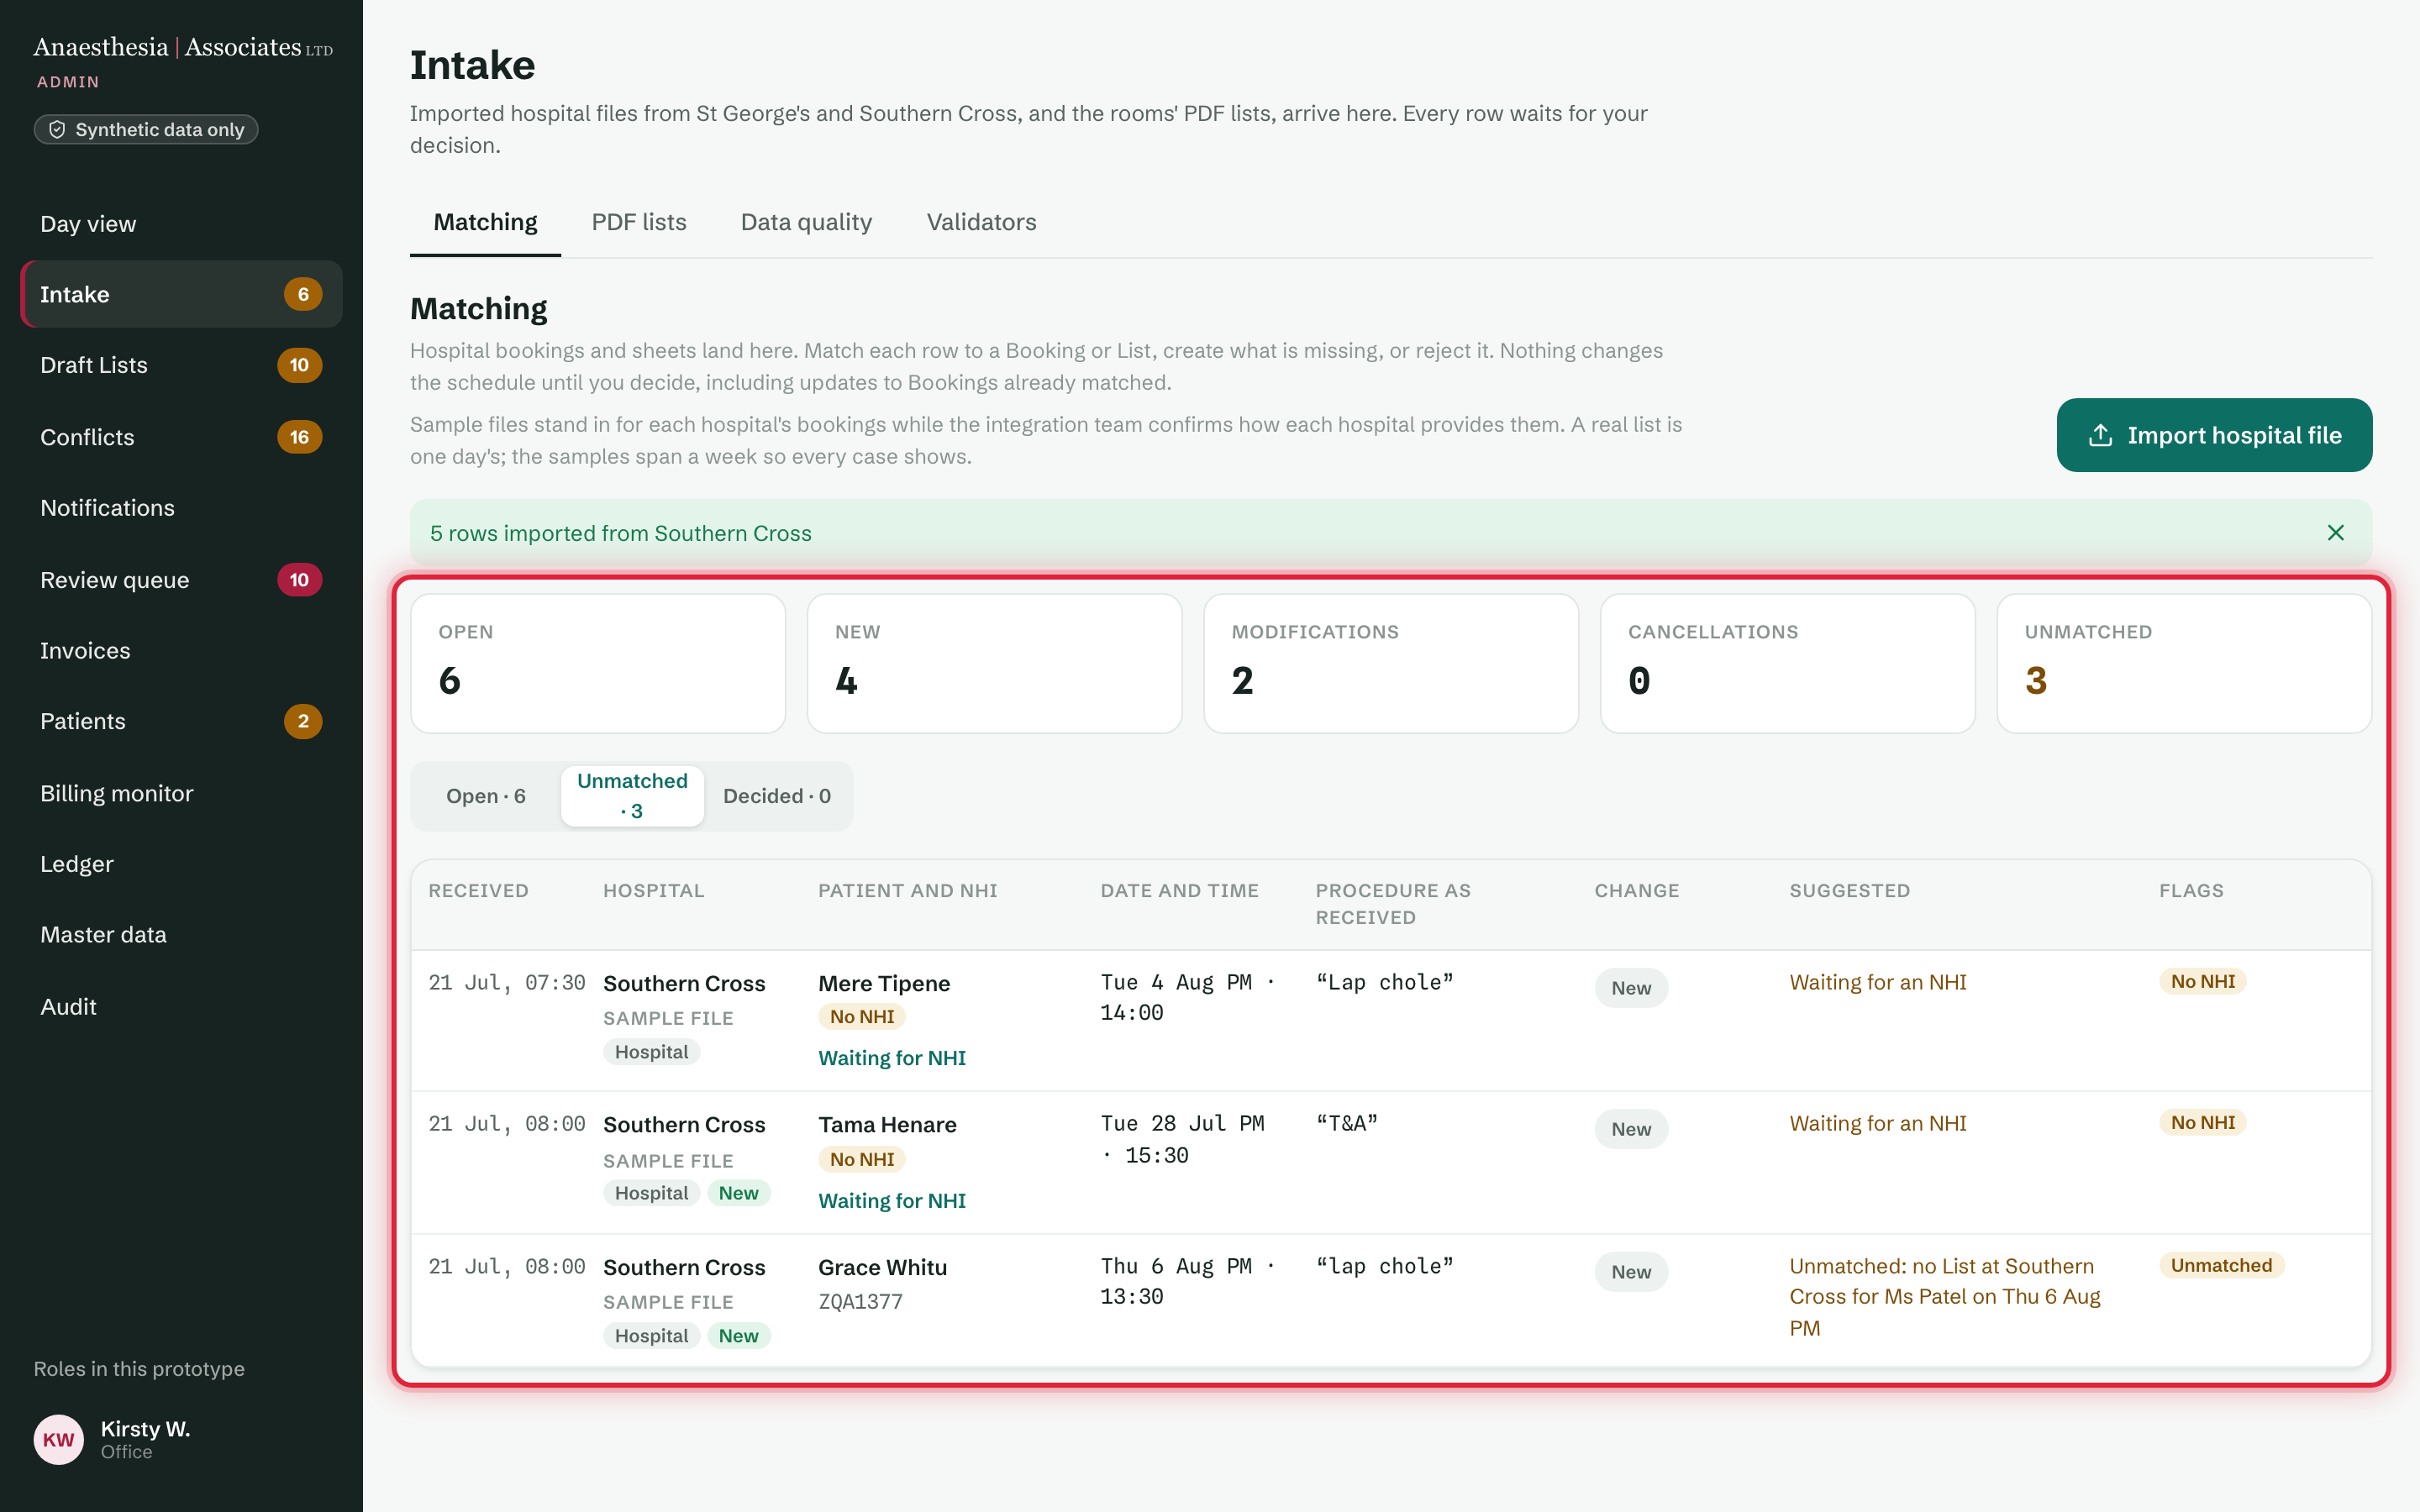 Anaesthesia | Associates LTD
ADMIN
Synthetic data only
Day view
Intake 6
Draft Lists 10
Conflicts 16
Notifications
Review queue 10
Invoices
Patients 2
Billing monitor
Ledger
Master data
Audit
Roles in this prototype
KW
Kirsty W.
Office
Intake
Imported hospital files from St George's and Southern Cross, and the rooms' PDF lists, arrive here. Every row waits for your
decision.
Matching PDF lists Data quality Validators
Matching
Hospital bookings and sheets land here. Match each row to a Booking or List, create what is missing, or reject it. Nothing changes
the schedule until you decide, including updates to Bookings already matched.
Sample files stand in for each hospital's bookings while the integration team confirms how each hospital provides them. A real list is
one day's; the samples span a week so every case shows.
Import hospital file
5 rows imported from Southern Cross
OPEN
6
NEW
4
MODIFICATIONS
2
CANCELLATIONS
0
UNMATCHED
3
Open · 6
Unmatched
· 3
Decided · 0
RECEIVED
HOSPITAL
PATIENT AND NHI
DATE AND TIME
PROCEDURE AS
RECEIVED
CHANGE
SUGGESTED
FLAGS
21 Jul, 07:30
Southern Cross
SAMPLE FILE
Hospital
Mere Tipene
No NHI
Waiting for NHI
Tue 4 Aug PM ·
14:00
“Lap chole”
New
Waiting for an NHI
No NHI
21 Jul, 08:00
Southern Cross
SAMPLE FILE
Hospital New
Tama Henare
No NHI
Waiting for NHI
Tue 28 Jul PM
· 15:30
“T&A”
New
Waiting for an NHI
No NHI
21 Jul, 08:00
Southern Cross
SAMPLE FILE
Hospital New
Grace Whitu
ZQA1377
Thu 6 Aug PM ·
13:30
“lap chole”
New
Unmatched: no List at Southern
Cross for Ms Patel on Thu 6 Aug
PM
Unmatched